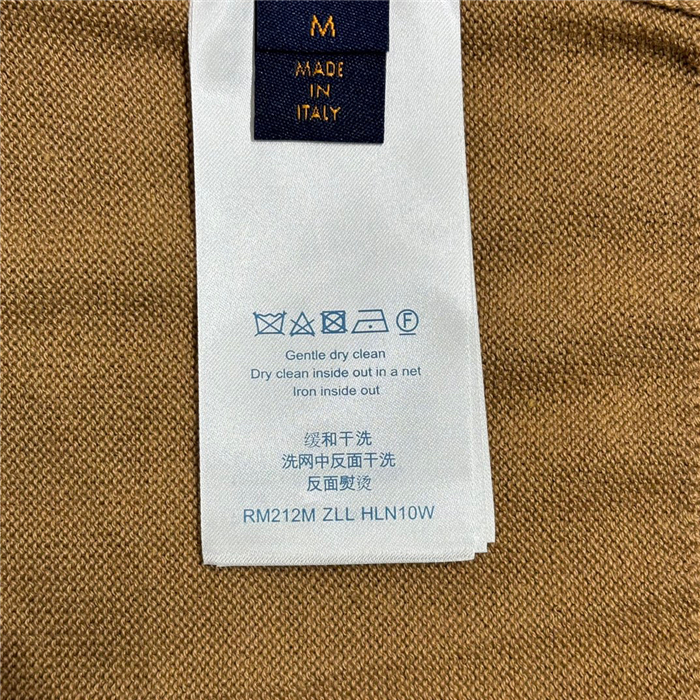 M
MADE
IN
ITALY
F
Gentle dry clean
Dry clean inside out in a net
Iron inside out
缓和干洗
洗网中反面干洗
反面熨烫
RM212M ZLL HLN10W